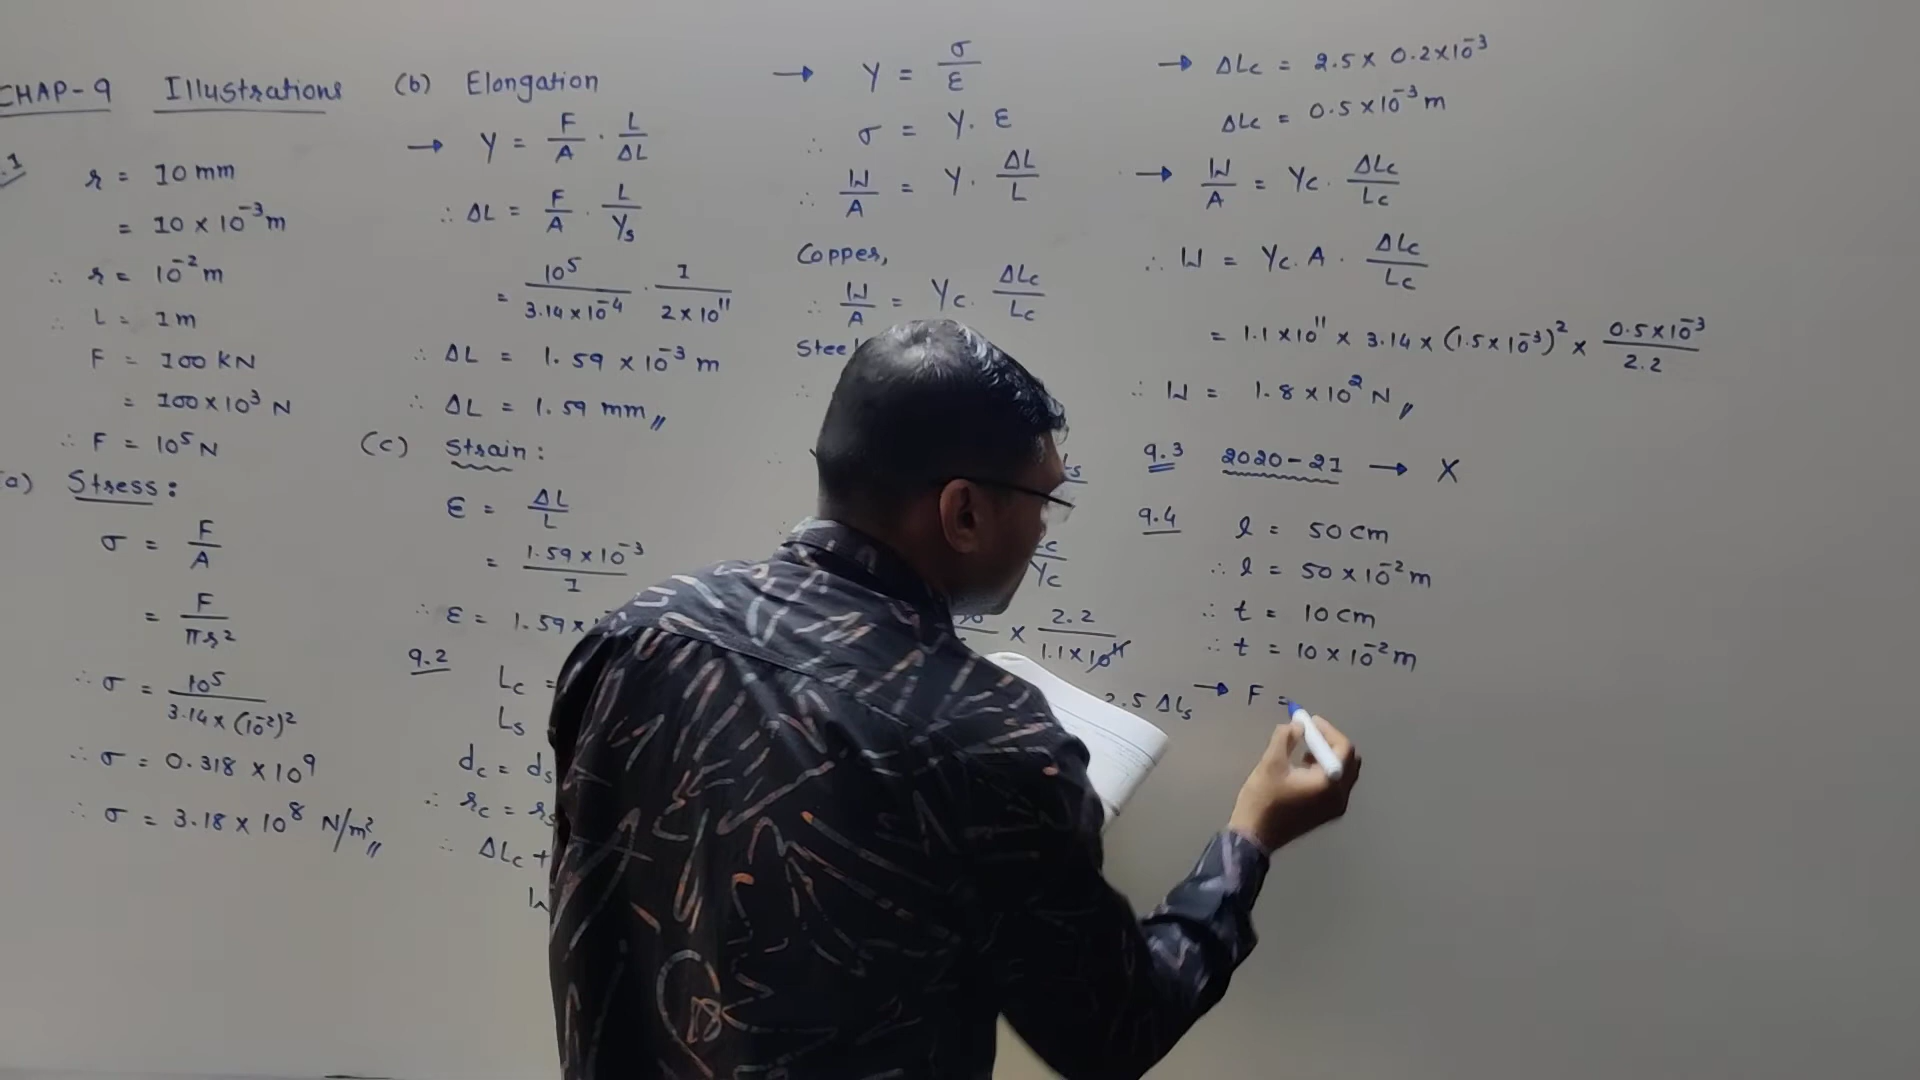 CHAP-9 Illustrations
.1
r = 10 mm
= 10 × 10⁻³ m
∴ r = 10⁻² m
∴ L = 1 m
F = 100 kN
= 100 × 10³ N
∴ F = 10⁵ N
a) Stress:
σ = F/A
= F/πr²
∴ σ = 10⁵/3.14 × (10⁻²)²
∴ σ = 0.318 × 10⁹
∴ σ = 3.18 × 10⁸ N/m²,,
(b) Elongation
→ Y = F/A · L/ΔL
∴ ΔL = F/A · L/Ys
= 10⁵/3.14 × 10⁻⁴ · 1/2 × 10¹¹
∴ ΔL = 1.59 × 10⁻³ m
∴ ΔL = 1.59 mm,,
(c) Strain:
ε = ΔL/L
= 1.59 × 10⁻³/1
∴ ε = 1.59 ×
9.2
Lc =
Ls
dc = ds
∴ rc = rs
∴ ΔLc +
→ Y = σ/ε
∴ σ = Y · ε
∴ W/A = Y · ΔL/L
Copper,
∴ W/A = Yc · ΔLc/Lc
∴
Yc
× 2.2/1.1 × 10¹¹
2.5 ΔLs
→ ΔLc = 2.5 × 0.2 × 10⁻³
ΔLc = 0.5 × 10⁻³ m
→ W/A = Yc · ΔLc/Lc
∴ W = Yc · A · ΔLc/Lc
= 1.1 × 10¹¹ × 3.14 × (1.5 × 10⁻³)² × 0.5 × 10⁻³/2.2
∴ W = 1.8 × 10² N,,
9.3 2020-21 → X
9.4 l = 50 cm
∴ l = 50 × 10⁻² m
∴ t = 10 cm
∴ t = 10 × 10⁻² m
→ F =